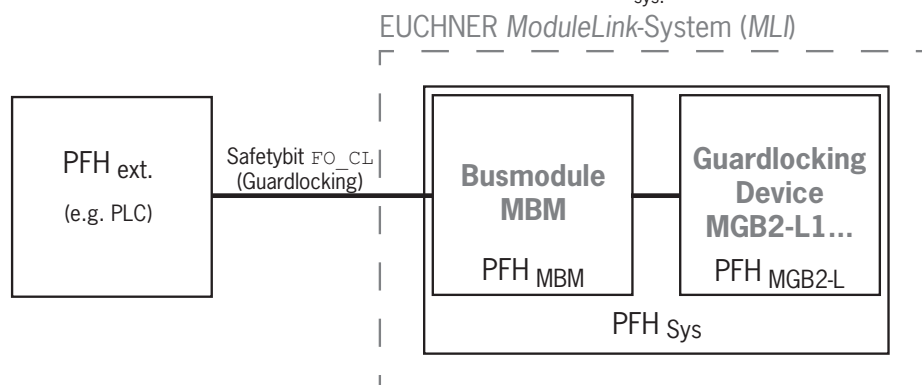 sys.
EUCHNER ModuleLink-System (MLI)
PFH ext.
(e.g. PLC)
Safetybit FO_CL
(Guardlocking)
Busmodule
MBM
PFH MBM
Guardlocking
Device
MGB2-L1...
PFH MGB2-L
PFH Sys